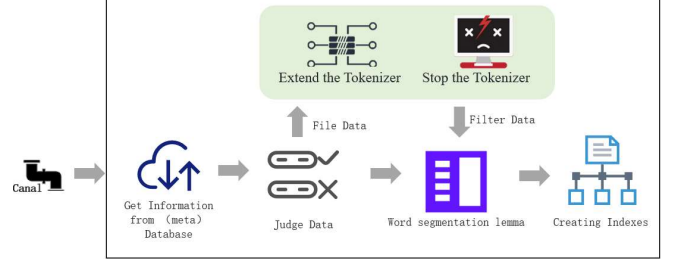 Extend the Tokenizer
Stop the Tokenizer
File Data
Filter Data
Canal
Get Information
from （meta）
Database
Judge Data
Word segmentation lemma
Creating Indexes